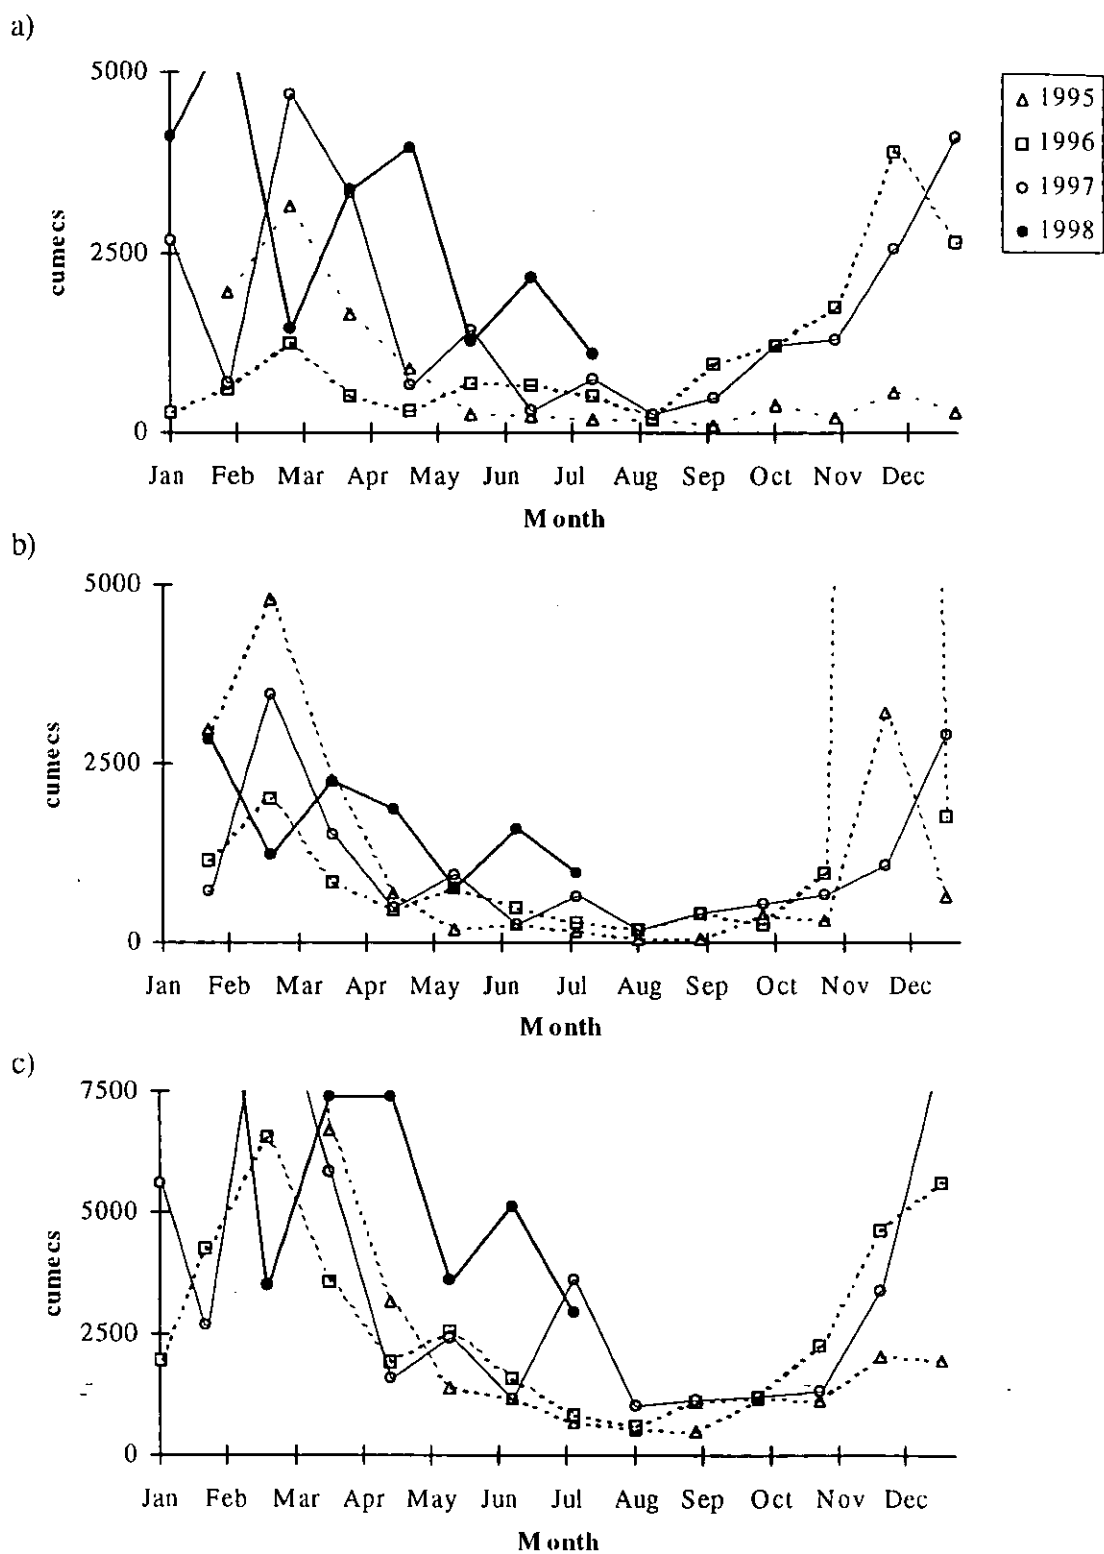 a)
5000
2500
0
cumecs
Jan Feb Mar Apr May Jun Jul Aug Sep Oct Nov Dec
Month
1995
1996
1997
1998
b)
5000
2500
0
cumecs
Jan Feb Mar Apr May Jun Jul Aug Sep Oct Nov Dec
Month
c)
7500
5000
2500
0
cumecs
Jan Feb Mar Apr May Jun Jul Aug Sep Oct Nov Dec
Month